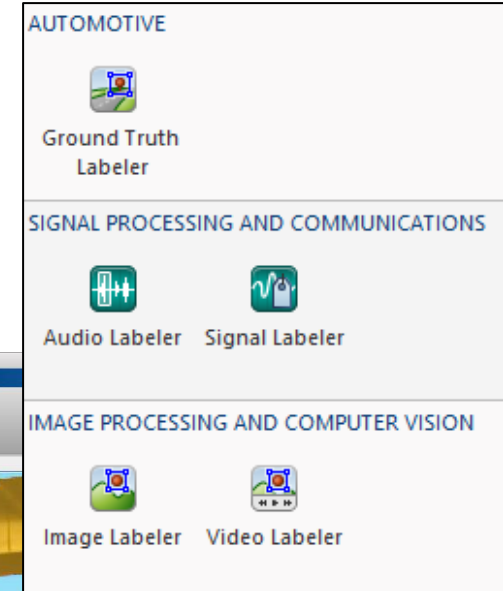 AUTOMOTIVE
Ground Truth
Labeler
SIGNAL PROCESSING AND COMMUNICATIONS
Audio Labeler
Signal Labeler
IMAGE PROCESSING AND COMPUTER VISION
Image Labeler
Video Labeler